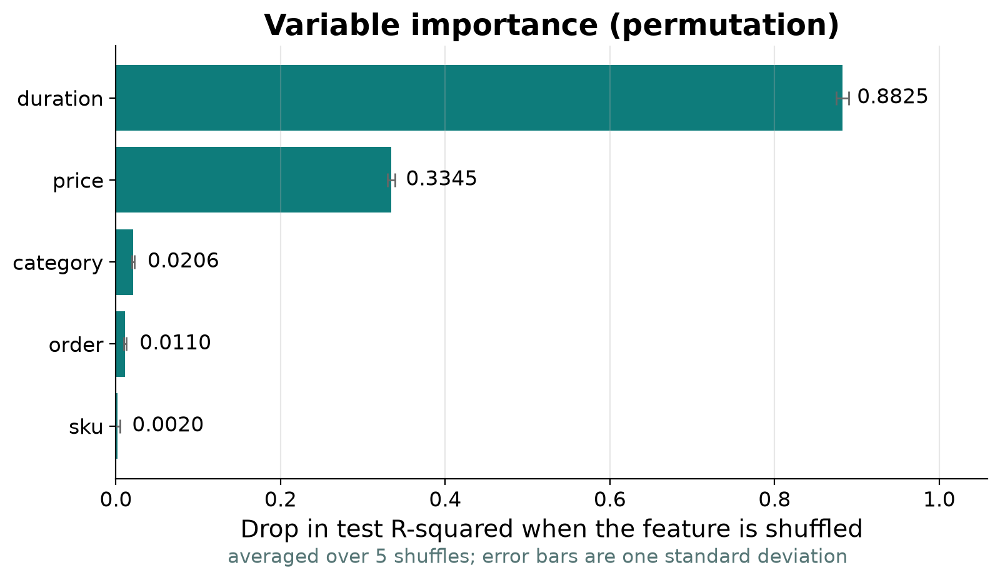 Variable importance (permutation)
duration 0.8825
price 0.3345
category 0.0206
order 0.0110
sku 0.0020
0.0 0.2 0.4 0.6 0.8 1.0
Drop in test R-squared when the feature is shuffled
averaged over 5 shuffles; error bars are one standard deviation